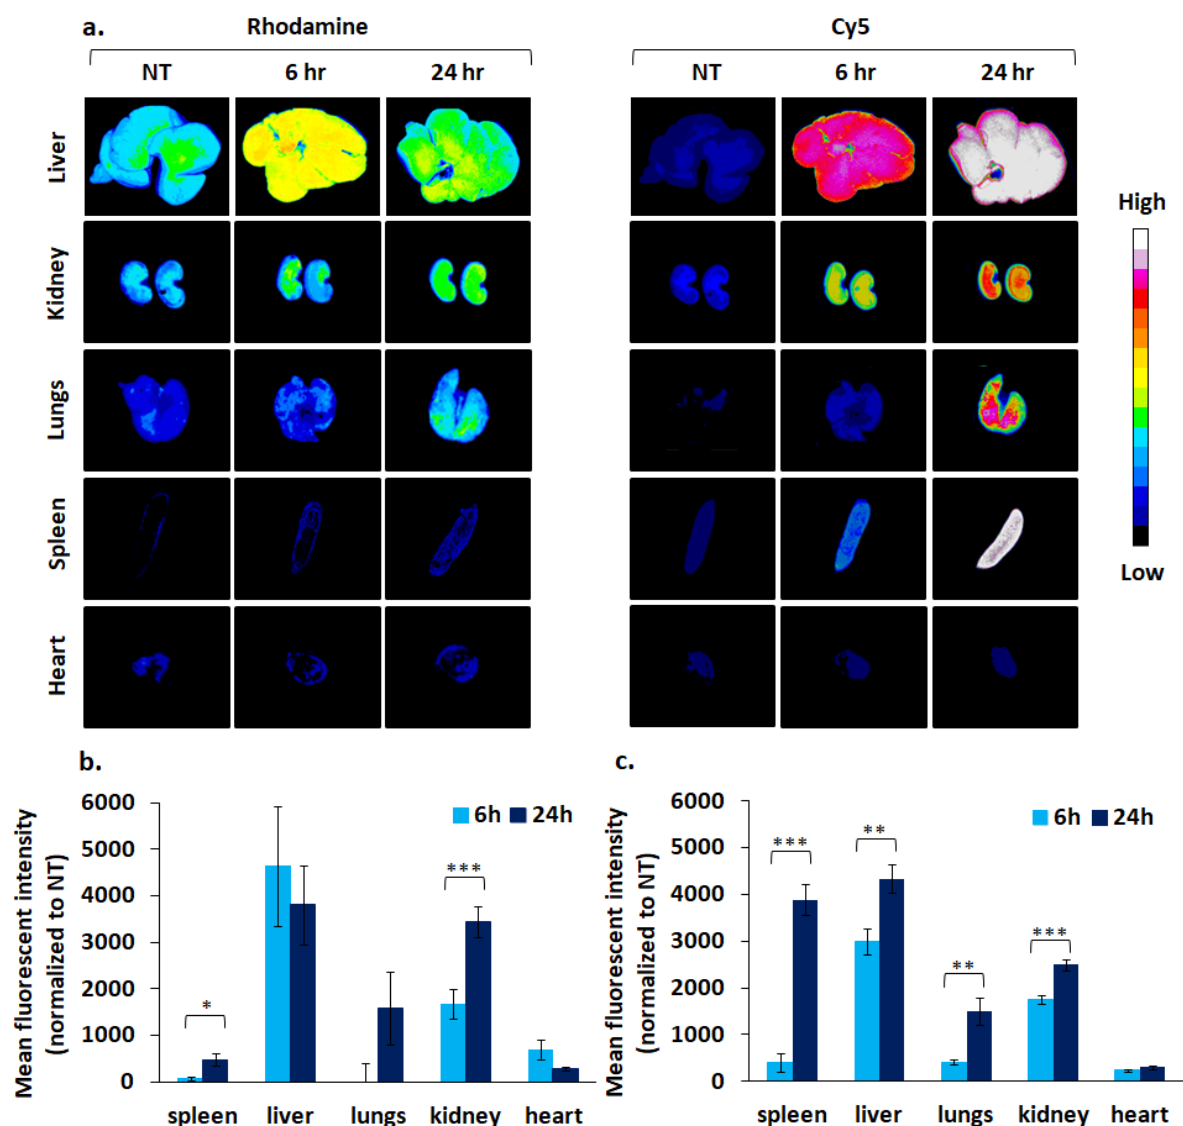 a.
Rhodamine
Cy5
NT 6 hr 24 hr
NT 6 hr 24 hr
Liver
Kidney
Lungs
Spleen
Heart
High
Low
b.
Mean fluorescent intensity
(normalized to NT)
6000
5000
4000
3000
2000
1000
0
6h 24h
*
***
spleen liver lungs kidney heart
c.
Mean fluorescent intensity
(normalized to NT)
6000
5000
4000
3000
2000
1000
0
6h 24h
***
**
**
***
spleen liver lungs kidney heart